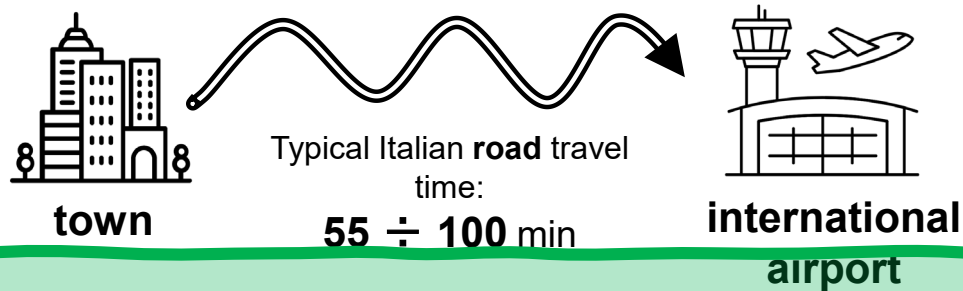 Typical Italian road travel
time:
55 ÷ 100 min
town
international
airport